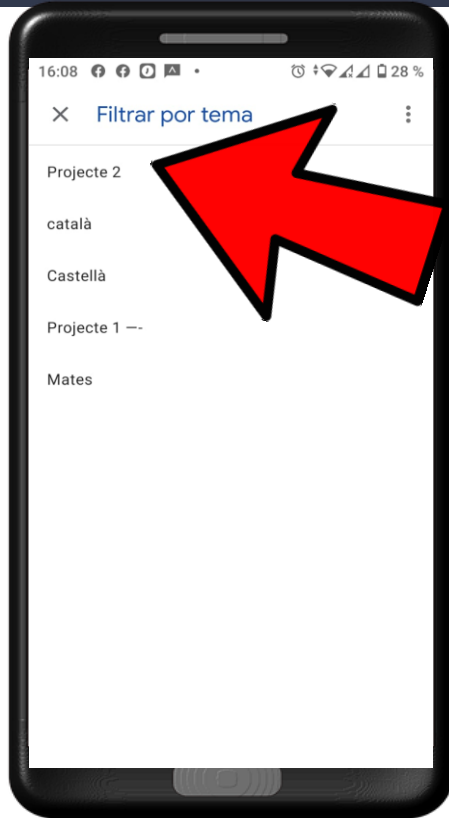 16:08 28 %
Filtrar por tema
Projecte 2
català
Castellà
Projecte 1 —-
Mates